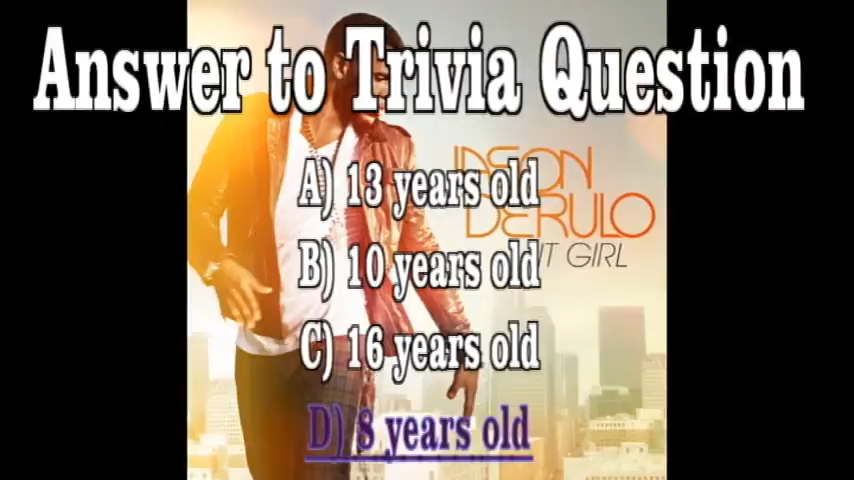 Answer to Trivia Question
A) 13 years old
JASON
DERULO
B) 10 years old
IT GIRL
C) 16 years old
D) 8 years old